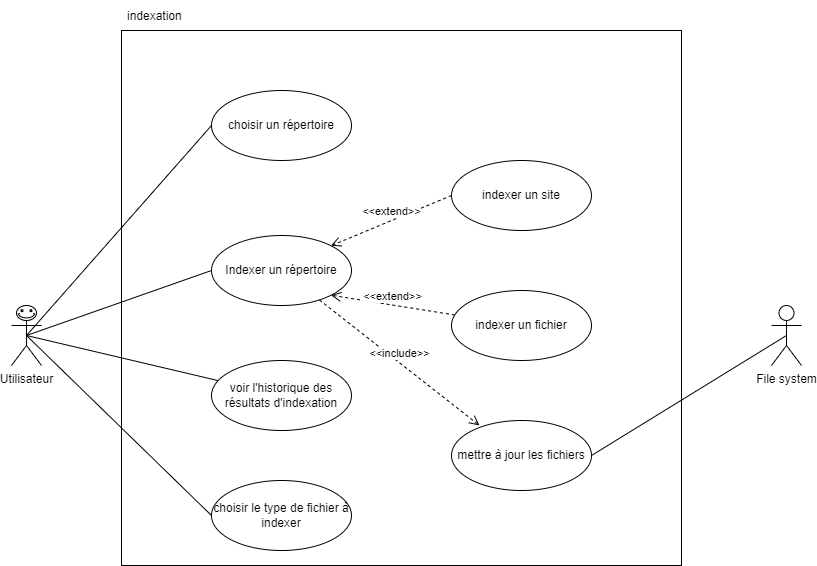 indexation
choisir un répertoire
indexer un site
<<extend>>
Indexer un répertoire
<<extend>>
indexer un fichier
<<include>>
Utilisateur
File system
voir l'historique des
résultats d'indexation
mettre à jour les fichiers
choisir le type de fichier à
indexer